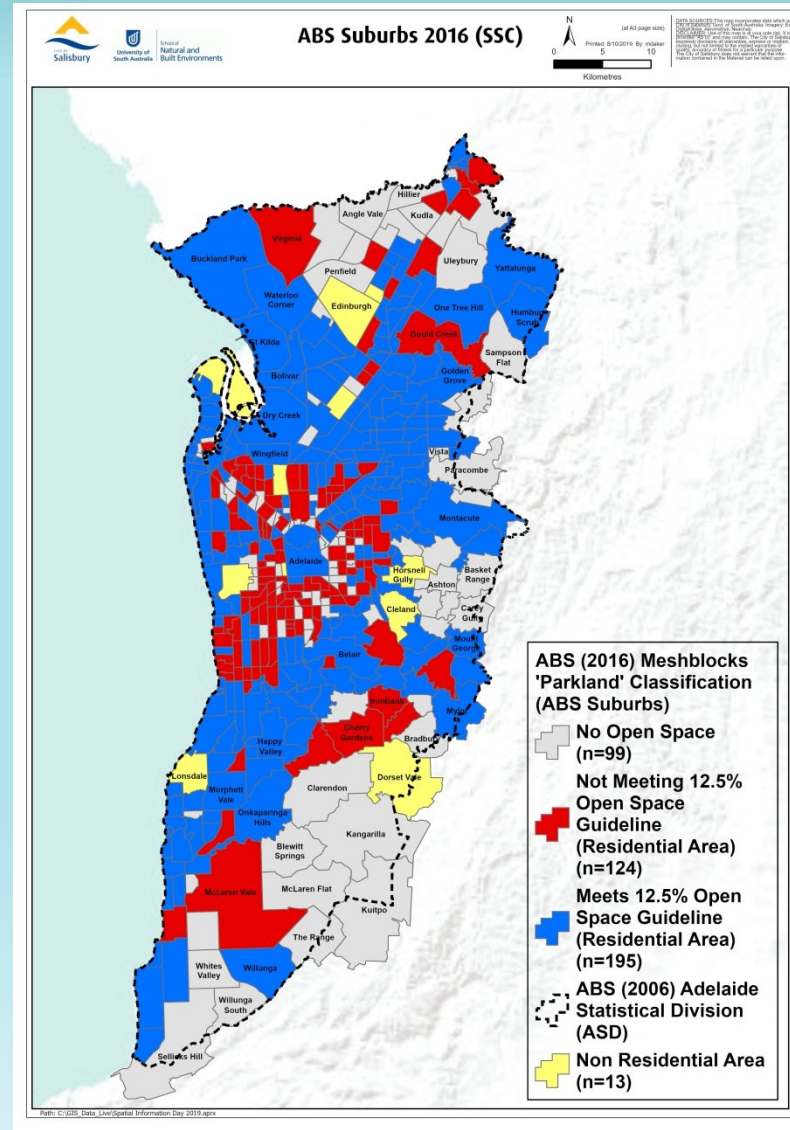 CITY OF
Salisbury
University of
South Australia
School of
Natural and
Built Environments
ABS Suburbs 2016 (SSC)
N
(at A3 page size)
Printed: 8/10/2019 By: mdaker
0 5 10
Kilometres
Hillier
Angle Vale
Kudla
Virginia
Buckland Park
Uleybury
Penfield
Yattalunga
Waterloo
Corner
Edinburgh
One Tree Hill
Humbug
Scrub
Gould Creek
St Kilda
Sampson
Flat
Bolivar
Golden
Grove
Dry Creek
Wingfield
Vista
Paracombe
Montacute
Adelaide
Horsnell
Gully
Basket
Range
Ashton
Cleland
Carey
Gully
Mount
George
Belair
Ironbank
Mylor
Cherry
Gardens
Bradbury
Happy
Valley
Lonsdale
Dorset Vale
Morphett
Vale
Clarendon
Onkaparinga
Hills
Kangarilla
Blewitt
Springs
McLaren Vale
McLaren Flat
Kuitpo
The Range
Whites
Valley
Willunga
Willunga
South
Sellicks Hill
ABS (2016) Meshblocks
'Parkland' Classification
(ABS Suburbs)
No Open Space
(n=99)
Not Meeting 12.5%
Open Space
Guideline
(Residential Area)
(n=124)
Meets 12.5% Open
Space Guideline
(Residential Area)
(n=195)
ABS (2006) Adelaide
Statistical Division
(ASD)
Non Residential Area
(n=13)
Path: C:\GIS_Data_Live\Spatial Information Day 2019.aprx